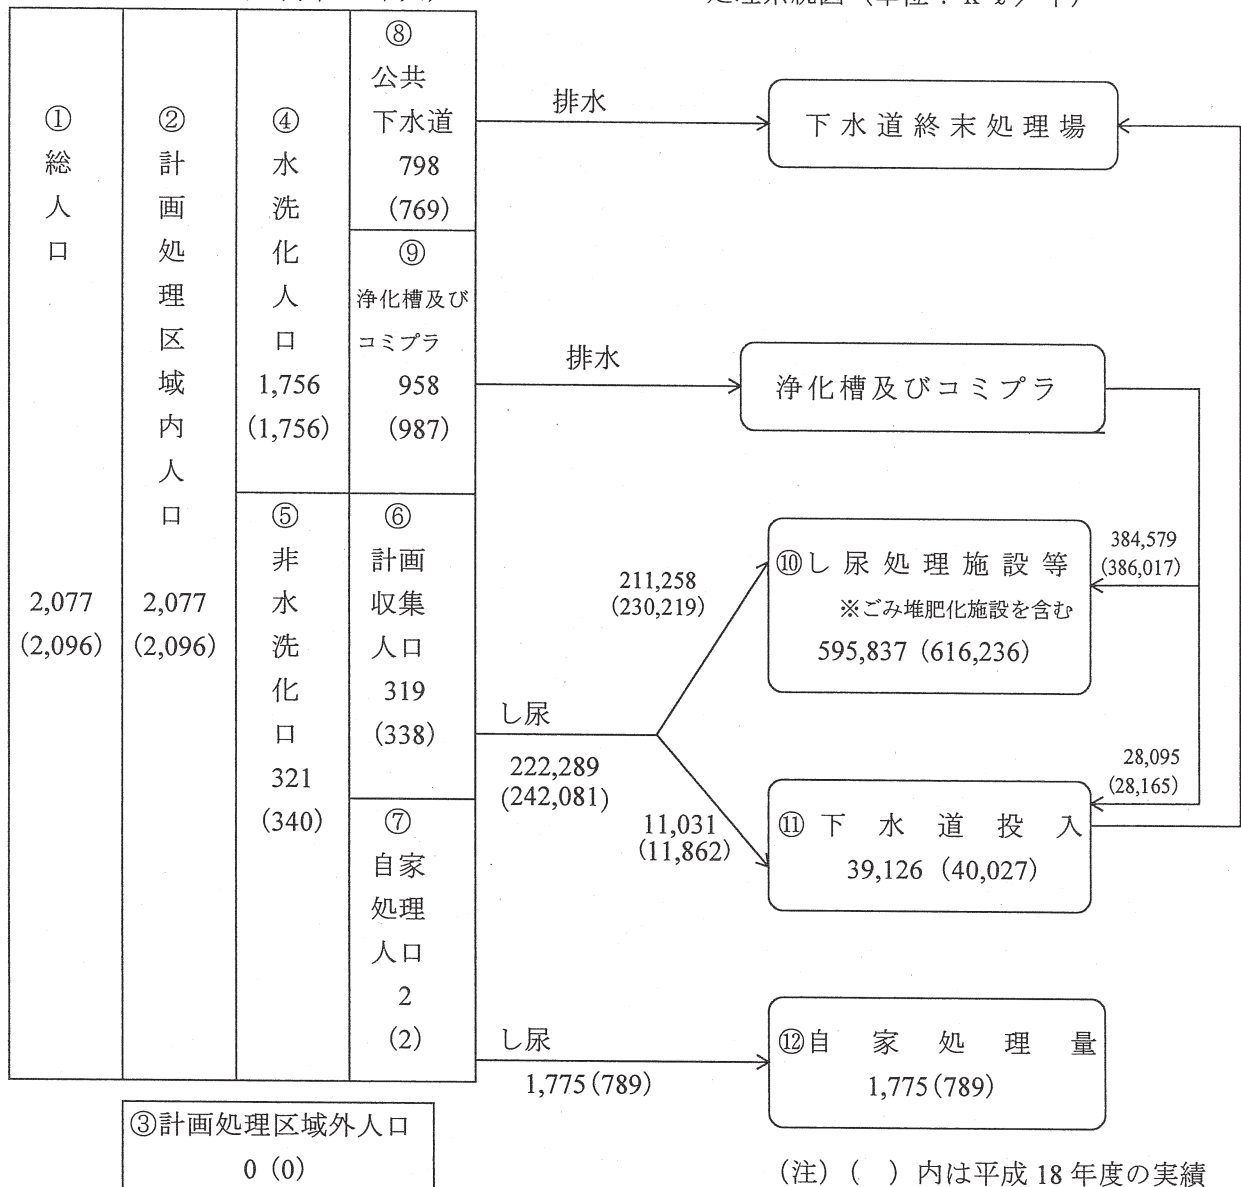 処理系統図（単位：ｋℓ／年）
①
総人口
2,077
(2,096)
②
計画処理区域内人口
2,077
(2,096)
④
水洗化人口
1,756
(1,756)
⑤
非水洗化口
321
(340)
⑧
公共
下水道
798
(769)
⑨
浄化槽及び
コミプラ
958
(987)
⑥
計画
収集
人口
319
(338)
⑦
自家
処理
人口
2
(2)
③計画処理区域外人口
0 (0)
排水
下水道終末処理場
排水
浄化槽及びコミプラ
384,579
(386,017)
211,258
(230,219)
⑩し尿処理施設等
※ごみ堆肥化施設を含む
595,837 (616,236)
し尿
222,289
(242,081)
28,095
(28,165)
11,031
(11,862)
⑪下水道投入
39,126 (40,027)
し尿
1,775(789)
⑫自家処理量
1,775(789)
（注）（　）内は平成18年度の実績